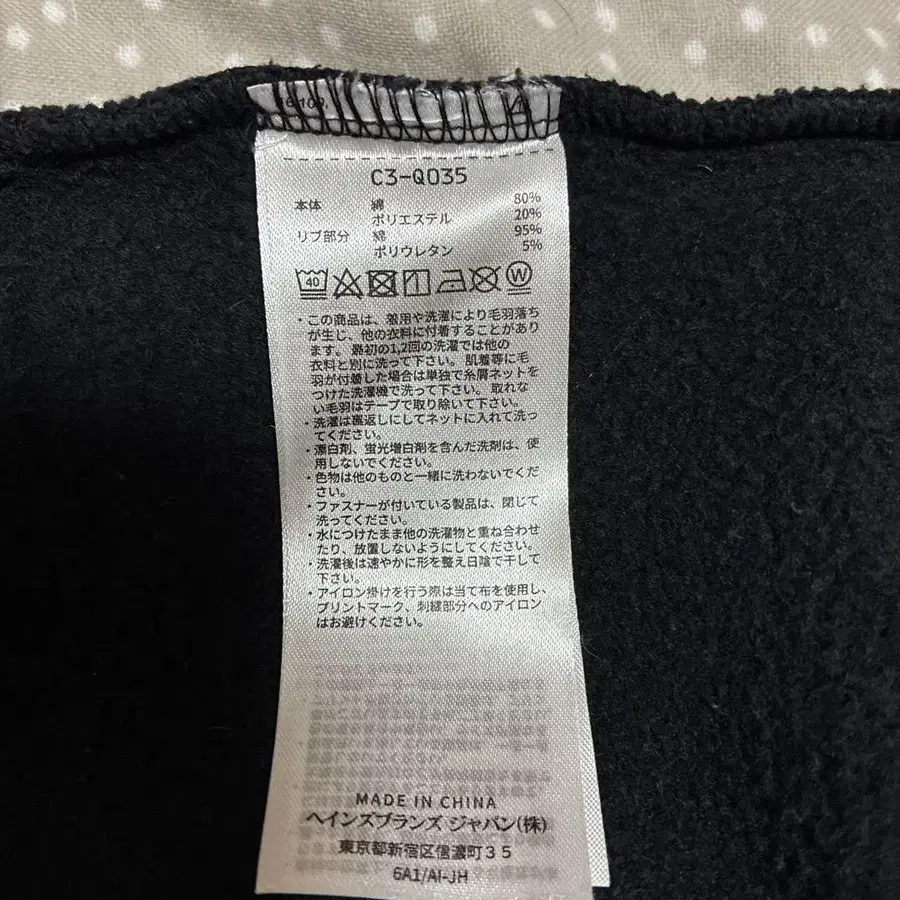 C3-Q035
本体 綿 80%
ポリエステル 20%
リブ部分 綿 95%
ポリウレタン 5%
40 W
・この商品は、着用や洗濯により毛羽落ち
が生じ、他の衣料に付着することがあり
ます。最初の1,2回の洗濯では他の
衣料と別に洗って下さい。肌着等に毛
羽が付着した場合は単独で糸屑ネットを
つけた洗濯機で洗って下さい。取れな
い毛羽はテープで取り除いて下さい。
・洗濯は裏返しにしてネットに入れて洗っ
てください。
・漂白剤、蛍光増白剤を含んだ洗剤は、使
用しないでください。
・色物は他のものと一緒に洗わないでくだ
さい。
・ファスナーが付いている製品は、閉じて
洗ってください。
・水につけたまま他の洗濯物と重ね合わせ
たり、放置しないようにしてください。
・洗濯後は速やかに形を整え日陰で干して
下さい。
・アイロン掛けを行う際は当て布を使用し、
プリントマーク、刺繍部分へのアイロン
はお避けください。
MADE IN CHINA
ヘインズブランズ ジャパン(株)
東京都新宿区信濃町35
6A1/AI-JH